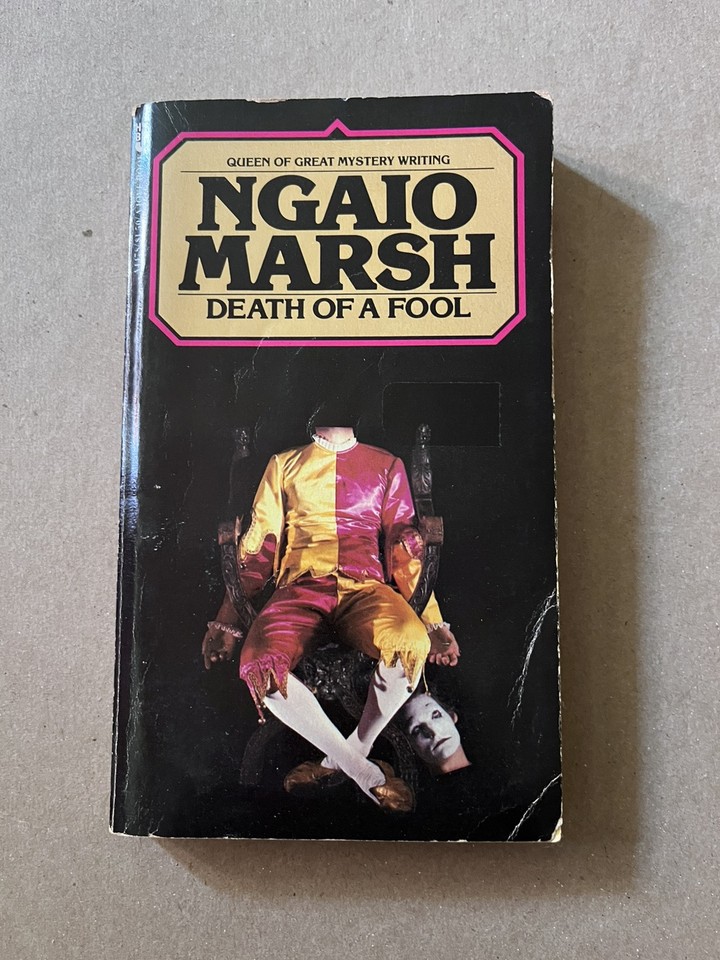 QUEEN OF GREAT MYSTERY WRITING
NGAIO
MARSH
DEATH OF A FOOL